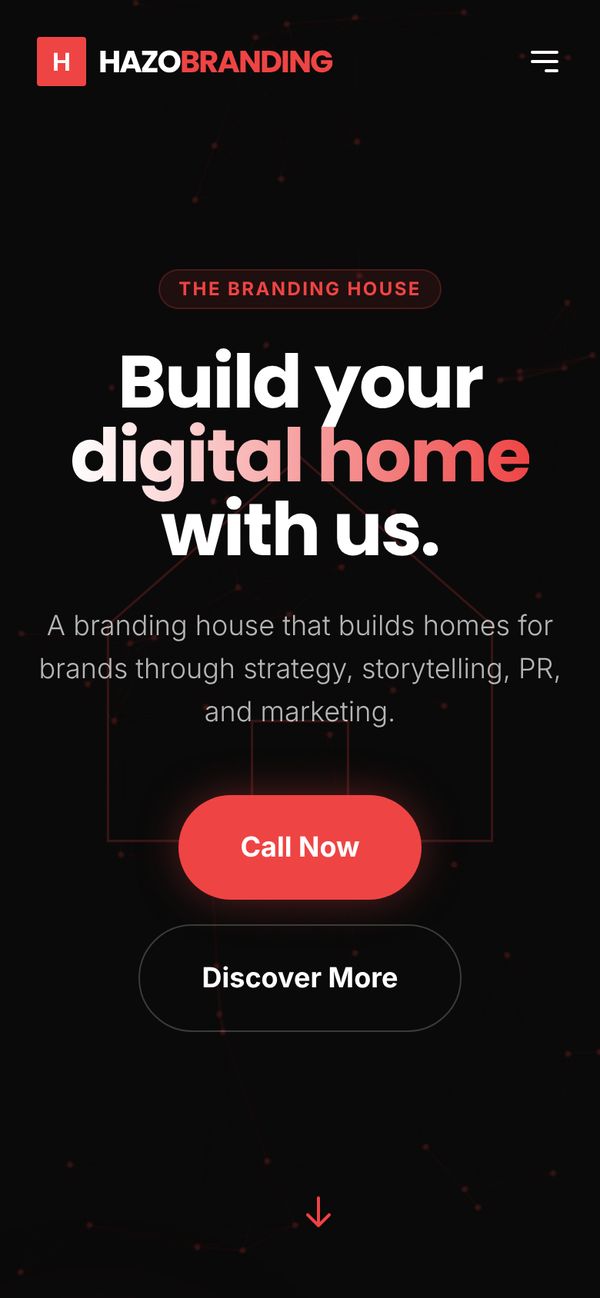 H HAZOBRANDING
THE BRANDING HOUSE
Build your
digital home
with us.
A branding house that builds homes for
brands through strategy, storytelling, PR,
and marketing.
Call Now
Discover More